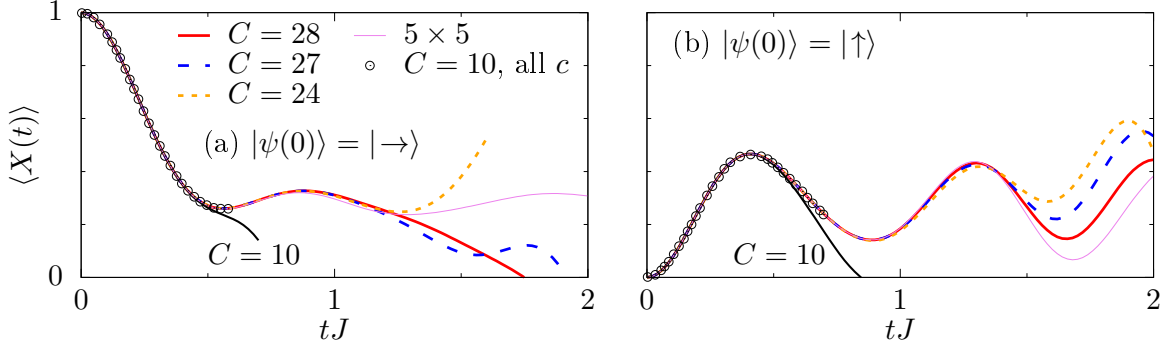 1
0
⟨X(t)⟩
C = 28
C = 27
C = 24
5 × 5
C = 10, all c
(a) |ψ(0)⟩ = |→⟩
C = 10
0
1
2
tJ
(b) |ψ(0)⟩ = |↑⟩
C = 10
0
1
2
tJ